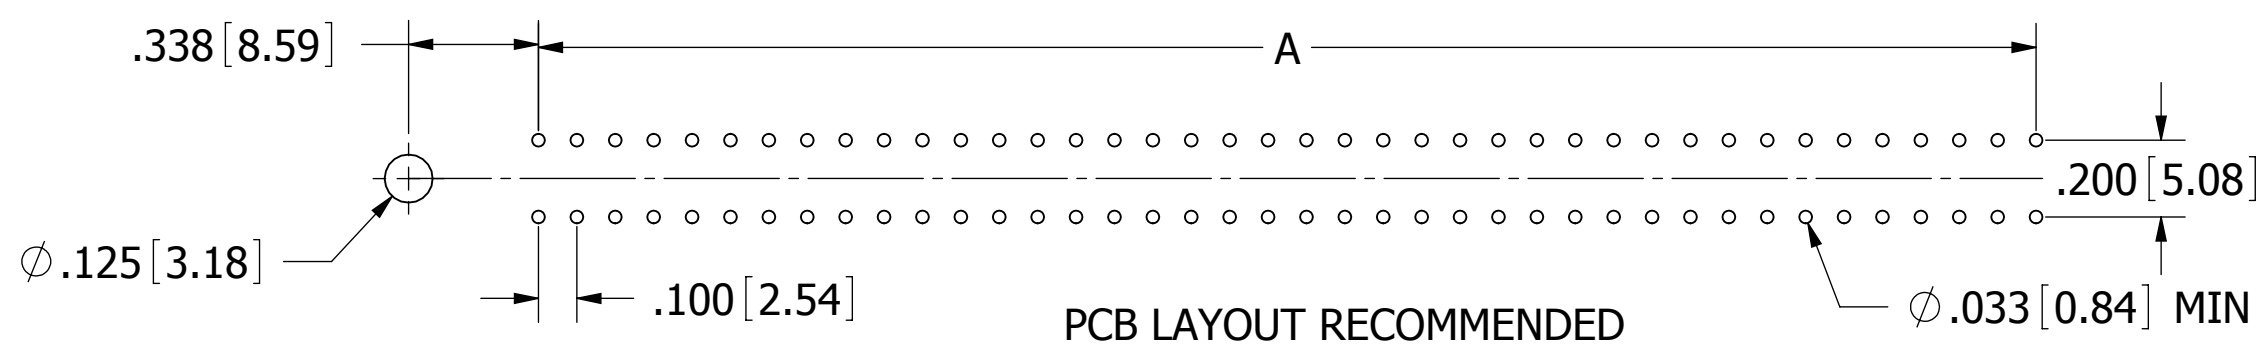 .338[8.59]
A
.200[5.08]
⌀.125[3.18]
.100[2.54]
⌀.033[0.84] MIN
PCB LAYOUT RECOMMENDED